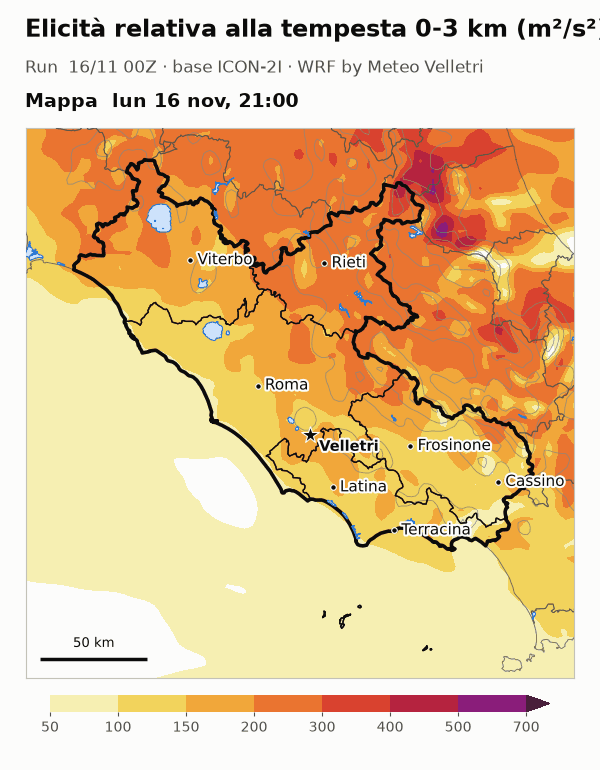 Elicità relativa alla tempesta 0-3 km (m²/s²)
Run 16/11 00Z · base ICON-2I · WRF by Meteo Velletri
Mappa lun 16 nov, 21:00
Viterbo
Rieti
Roma
Velletri
Frosinone
Cassino
Latina
Terracina
50 km
50 100 150 200 300 400 500 700